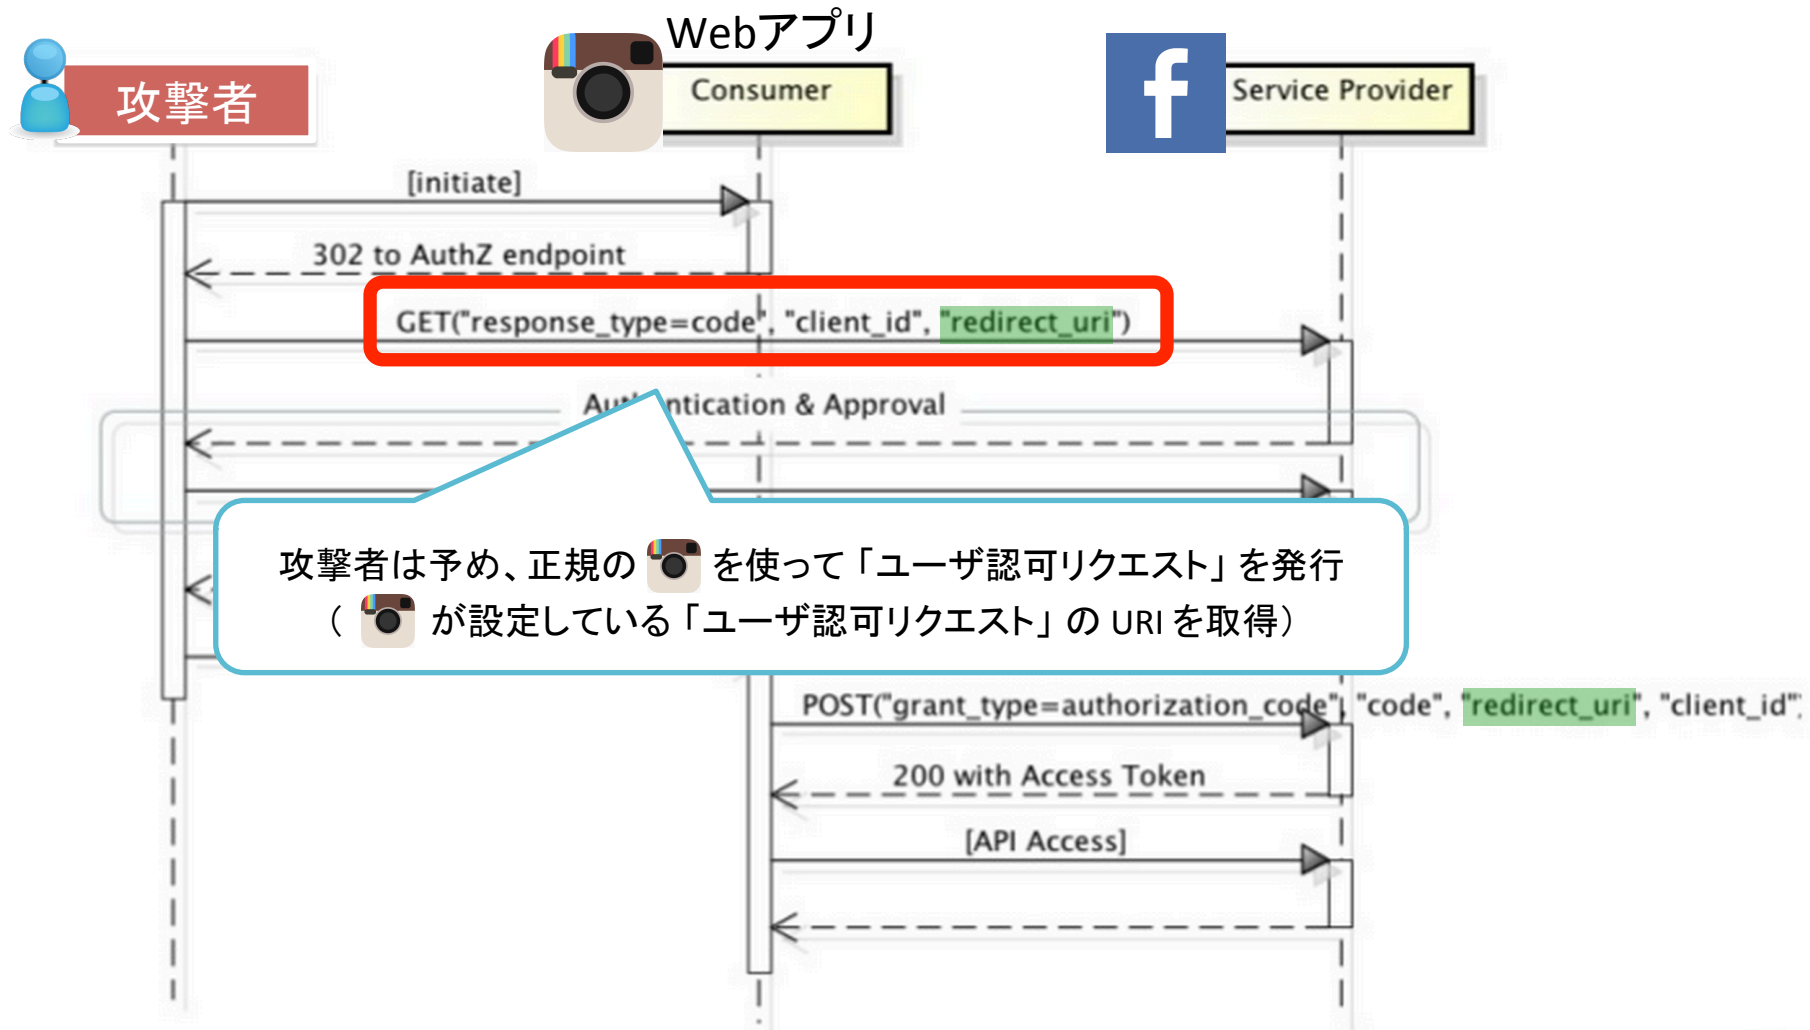 Webアプリ
攻撃者
Consumer
Service Provider
[initiate]
302 to AuthZ endpoint
GET("response_type=code", "client_id", "redirect_uri")
Authentication & Approval
攻撃者は予め、正規の を使って「ユーザ認可リクエスト」を発行
( が設定している「ユーザ認可リクエスト」の URI を取得)
POST("grant_type=authorization_code", "code", "redirect_uri", "client_id",
200 with Access Token
[API Access]